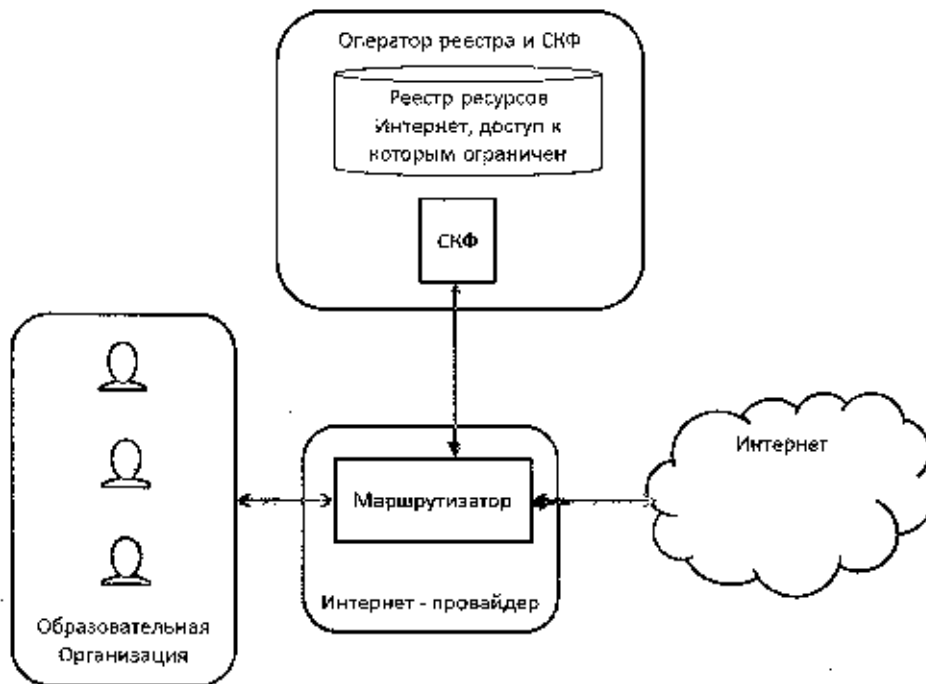 Оператор реестра и СКФ
Реестр ресурсов
Интернет, доступ к
которым ограничен
СКФ
Интернет
Маршрутизатор
Интернет - провайдер
Образовательная
Организация